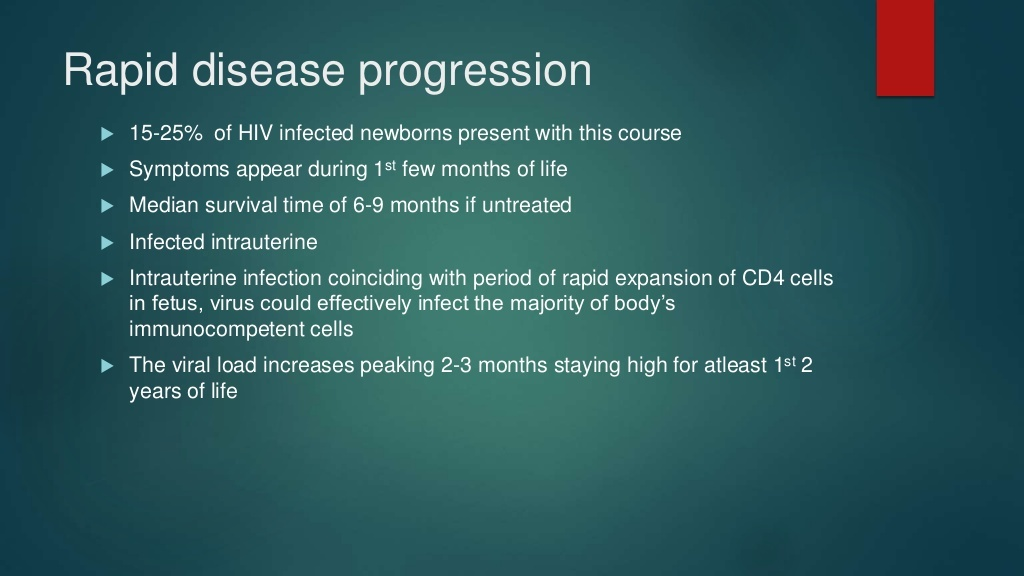 Rapid disease progression
15-25%  of HIV infected newborns present with this course
Symptoms appear during 1st few months of life
Median survival time of 6-9 months if untreated
Infected intrauterine
Intrauterine infection coinciding with period of rapid expansion of CD4 cells
in fetus, virus could effectively infect the majority of body’s
immunocompetent cells
The viral load increases peaking 2-3 months staying high for atleast 1st 2
years of life